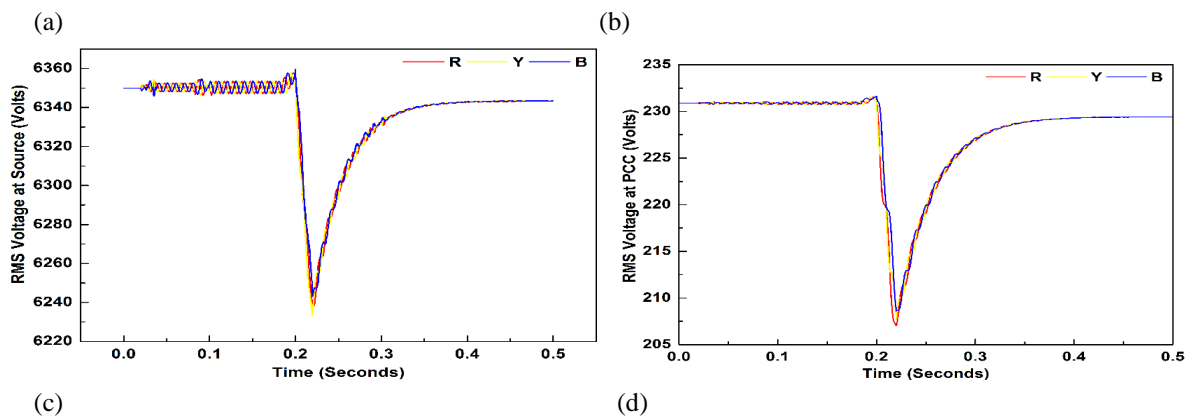 (a)
(b)
R Y B
6360
6340
6320
6300
6280
6260
6240
6220
RMS Voltage at Source (Volts)
0.0 0.1 0.2 0.3 0.4 0.5
Time (Seconds)
R Y B
235
230
225
220
215
210
205
RMS Voltage at PCC (Volts)
0.0 0.1 0.2 0.3 0.4 0.5
Time (Seconds)
(c)
(d)